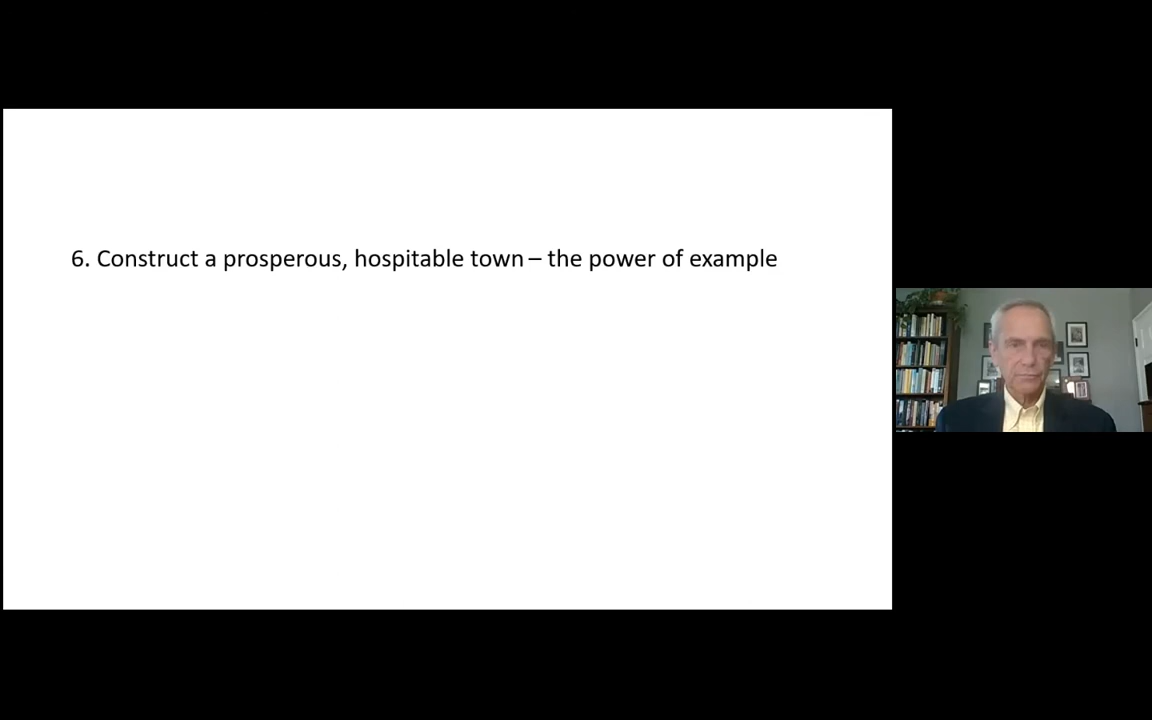 6. Construct a prosperous, hospitable town – the power of example